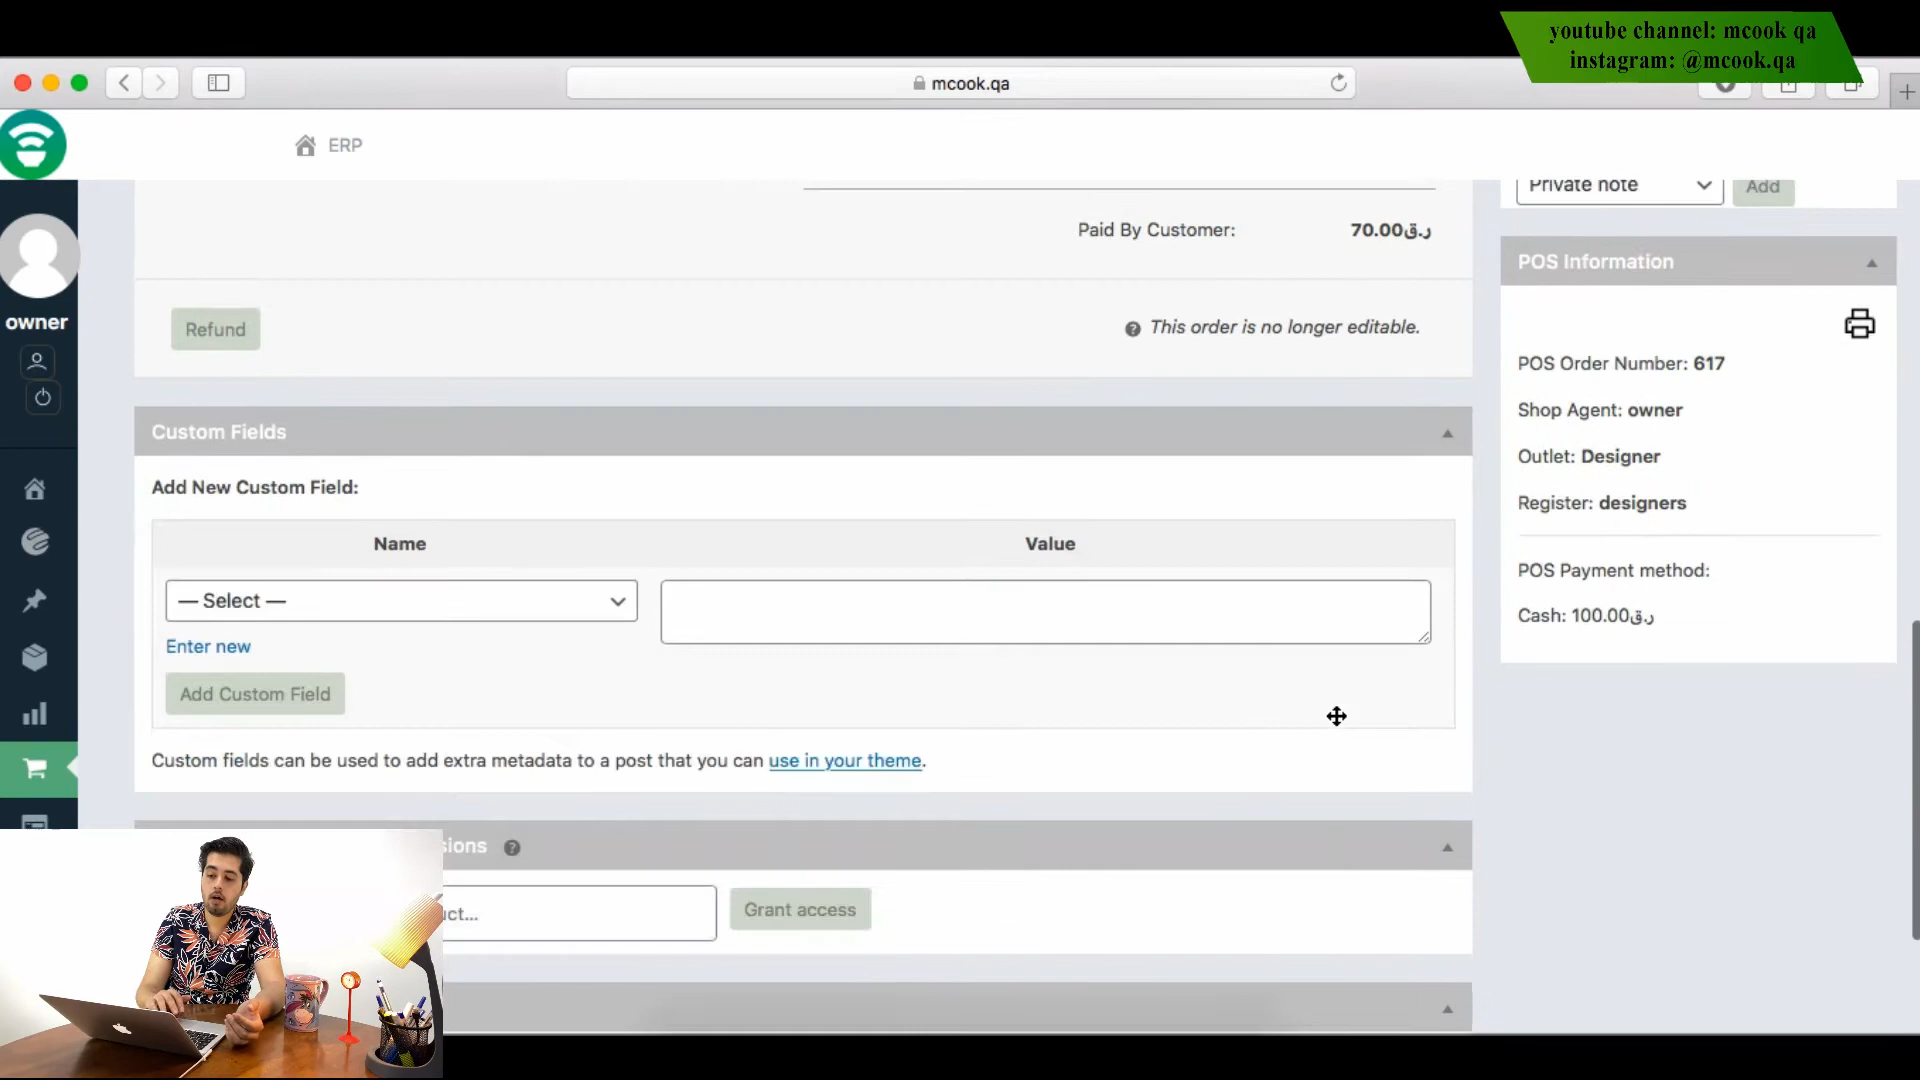 youtube channel: mcook qa
instagram: @mcook.qa
mcook.qa
ERP
Private note
Add
Paid By Customer:
70.00ر.ق
POS Information
owner
Refund
This order is no longer editable.
POS Order Number: 617
Shop Agent: owner
Custom Fields
Outlet: Designer
Add New Custom Field:
Register: designers
Name
Value
POS Payment method:
— Select —
Cash: 100.00ر.ق
Enter new
Add Custom Field
Custom fields can be used to add extra metadata to a post that you can use in your theme.
sions
uct...
Grant access